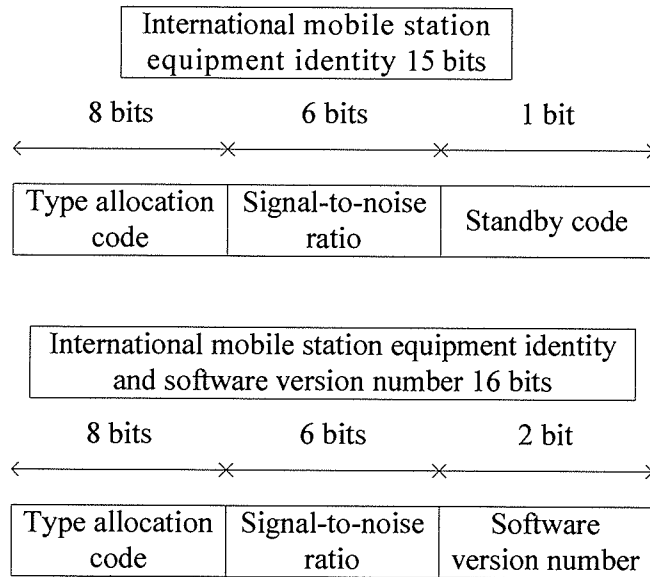 International mobile station
equipment identity 15 bits
8 bits 6 bits 1 bit
Type allocation
code
Signal-to-noise
ratio
Standby code
International mobile station equipment identity
and software version number 16 bits
8 bits 6 bits 2 bit
Type allocation
code
Signal-to-noise
ratio
Software
version number